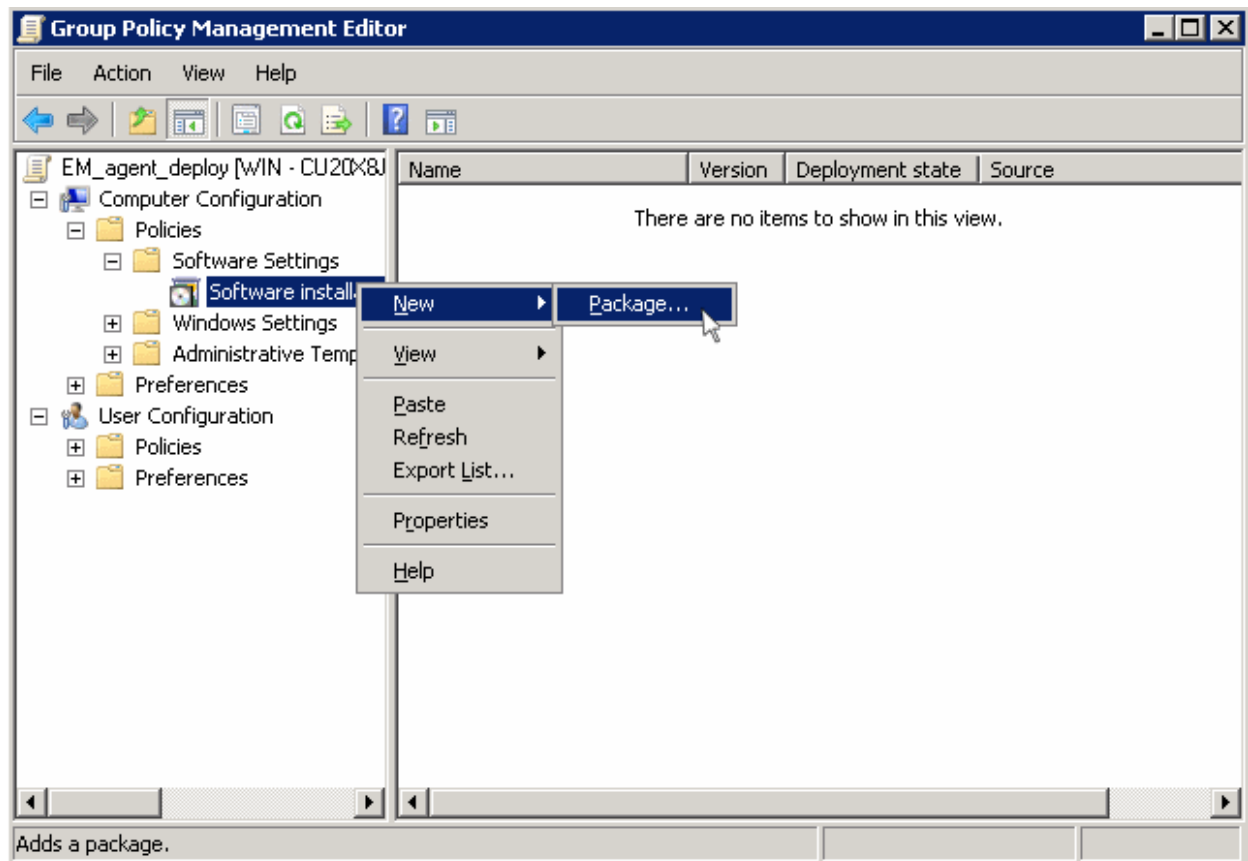 Group Policy Management Editor
File Action View Help
EM_agent_deploy [WIN - CU20X8J
Name Version Deployment state Source
Computer Configuration
There are no items to show in this view.
Policies
Software Settings
Software install
New
Package...
Windows Settings
Administrative Temp
View
Preferences
Paste
User Configuration
Refresh
Policies
Export List...
Preferences
Properties
Help
Adds a package.